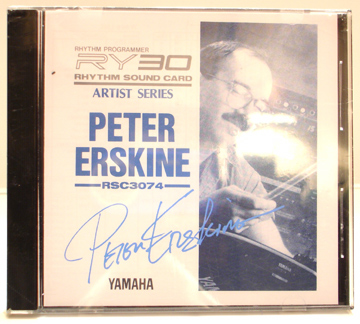 RHYTHM PROGRAMMER
RY30
RHYTHM SOUND CARD
ARTIST SERIES
PETER
ERSKINE
RSC3074
Peter Erskine
YAMAHA